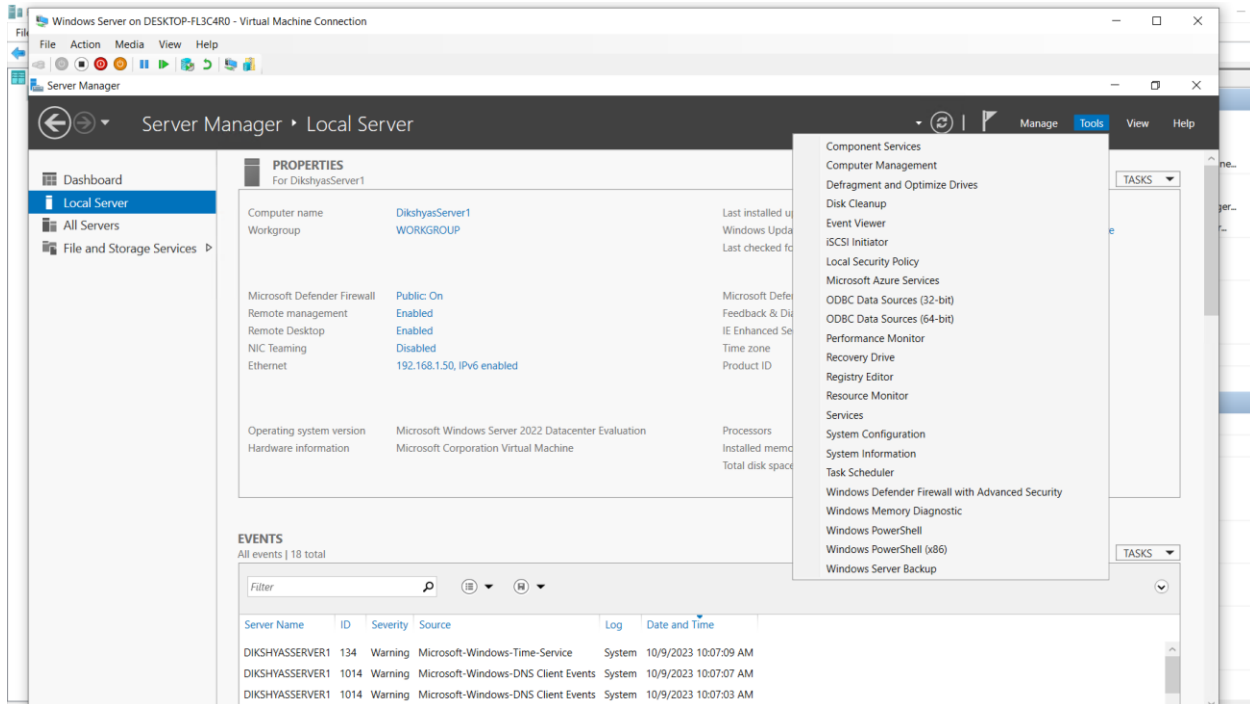 Windows Server on DESKTOP-FL3C4R0 - Virtual Machine Connection
File Action Media View Help
Server Manager
Server Manager • Local Server
Manage Tools View Help
Dashboard
Local Server
All Servers
File and Storage Services
PROPERTIES
For DikshyasServer1
TASKS
Computer name DikshyasServer1
Workgroup WORKGROUP
Last installed u
Windows Upda
Last checked fo
Microsoft Defender Firewall Public: On
Remote management Enabled
Remote Desktop Enabled
NIC Teaming Disabled
Ethernet 192.168.1.50, IPv6 enabled
Microsoft Defe
Feedback & Di
IE Enhanced Se
Time zone
Product ID
Operating system version Microsoft Windows Server 2022 Datacenter Evaluation
Hardware information Microsoft Corporation Virtual Machine
Processors
Installed memo
Total disk space
Component Services
Computer Management
Defragment and Optimize Drives
Disk Cleanup
Event Viewer
iSCSI Initiator
Local Security Policy
Microsoft Azure Services
ODBC Data Sources (32-bit)
ODBC Data Sources (64-bit)
Performance Monitor
Recovery Drive
Registry Editor
Resource Monitor
Services
System Configuration
System Information
Task Scheduler
Windows Defender Firewall with Advanced Security
Windows Memory Diagnostic
Windows PowerShell
Windows PowerShell (x86)
Windows Server Backup
EVENTS
All events | 18 total
TASKS
Filter
Server Name ID Severity Source Log Date and Time
DIKSHYASSERVER1 134 Warning Microsoft-Windows-Time-Service System 10/9/2023 10:07:09 AM
DIKSHYASSERVER1 1014 Warning Microsoft-Windows-DNS Client Events System 10/9/2023 10:07:07 AM
DIKSHYASSERVER1 1014 Warning Microsoft-Windows-DNS Client Events System 10/9/2023 10:07:03 AM